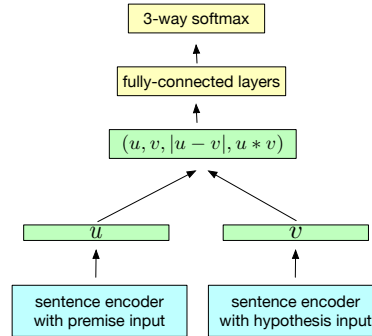 3-way softmax
fully-connected layers
(u, v, |u − v|, u ∗ v)
u
v
sentence encoder
with premise input
sentence encoder
with hypothesis input